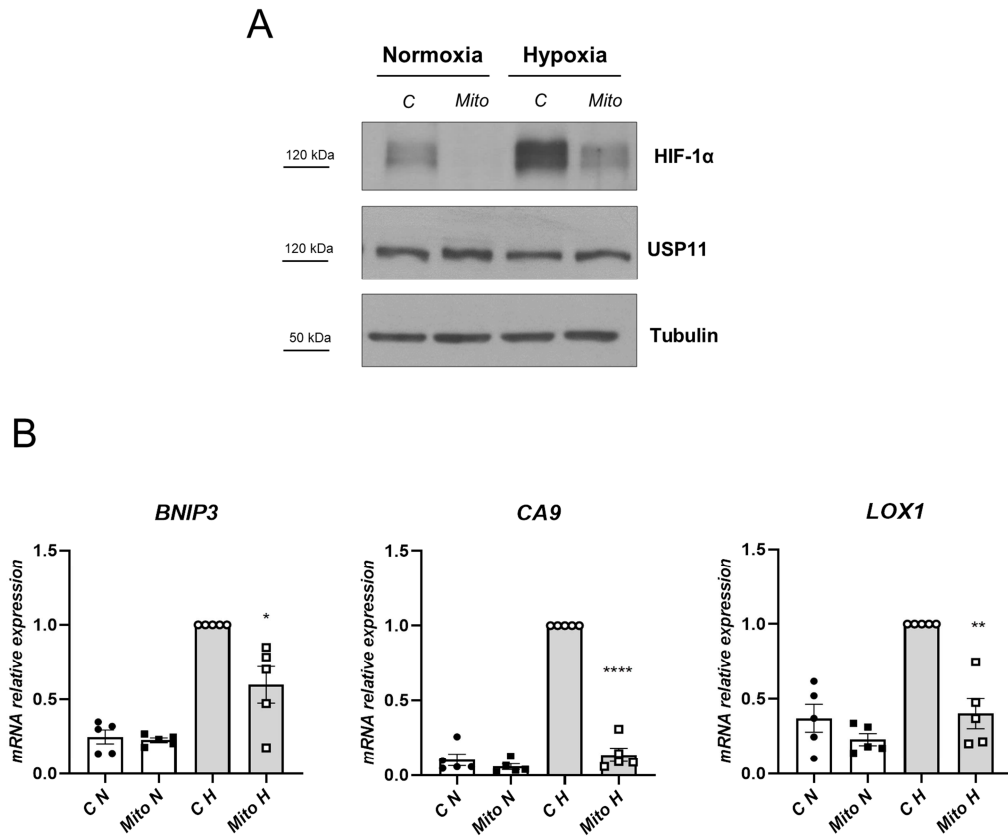 A
Normoxia Hypoxia
C Mito C Mito
120 kDa HIF-1α
120 kDa USP11
50 kDa Tubulin
B
BNIP3
mRNA relative expression
1.5
1.0
0.5
0.0
*
C N Mito N C H Mito H
CA9
mRNA relative expression
1.5
1.0
0.5
0.0
****
C N Mito N C H Mito H
LOX1
mRNA relative expression
1.5
1.0
0.5
0.0
**
C N Mito N C H Mito H